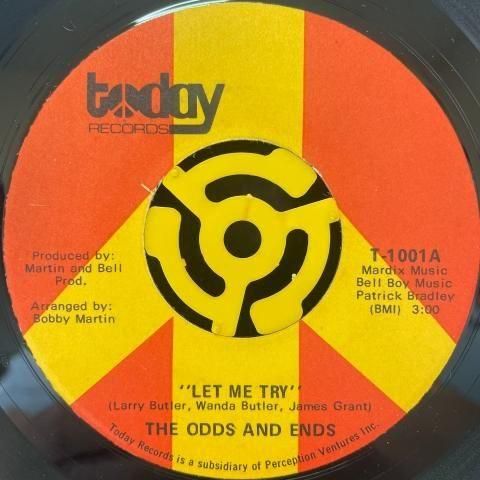 today
RECORDS
Produced by:
Martin and Bell
Prod.
Arranged by:
Bobby Martin
T-1001A
Mardix Music
Bell Boy Music
Patrick Bradley
(BMI) 3:00
"LET ME TRY"
(Larry Butler, Wanda Butler, James Grant)
THE ODDS AND ENDS
Today Records is a subsidiary of Perception Ventures Inc.